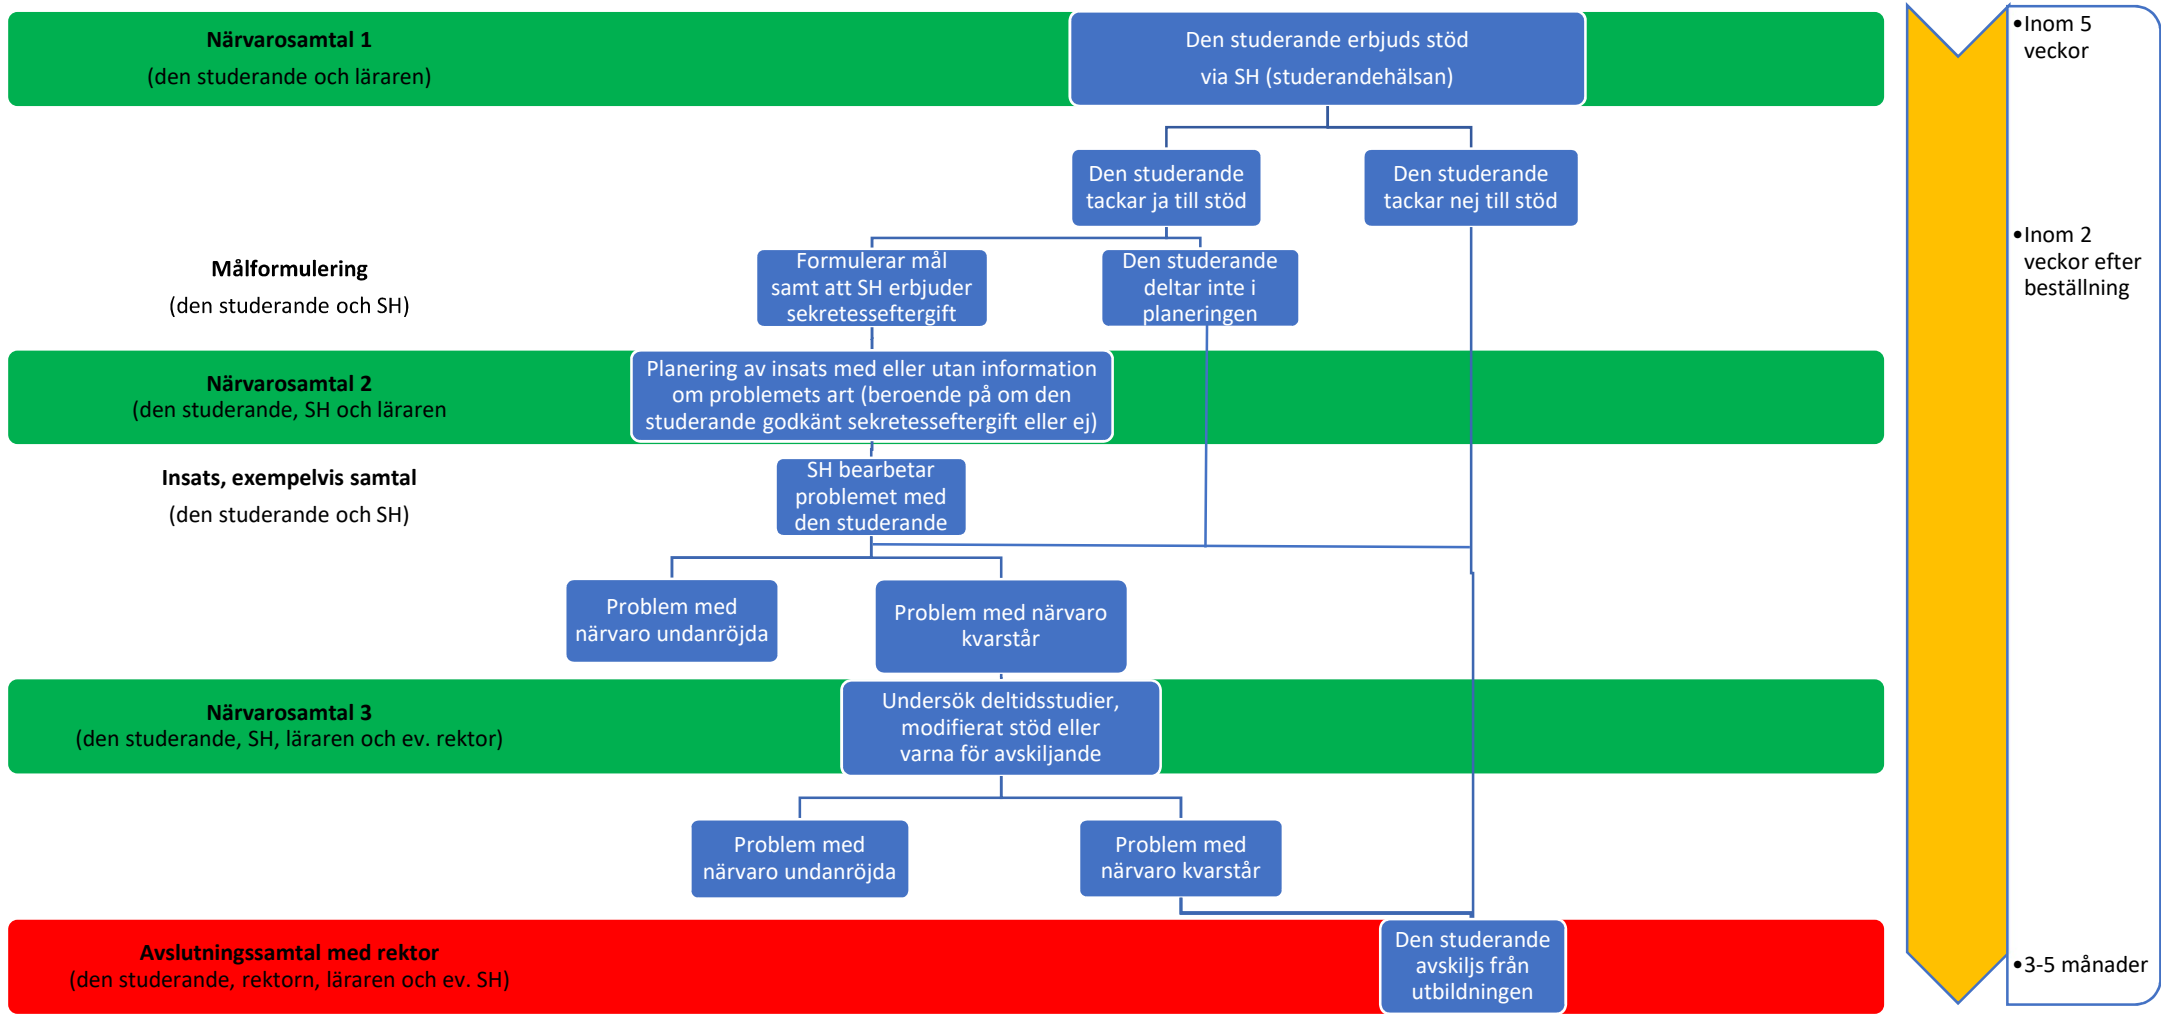 Närvarosamtal 1
(den studerande och läraren)
Den studerande erbjuds stöd
via SH (studerandehälsan)
•Inom 5
veckor
Den studerande
tackar ja till stöd
Den studerande
tackar nej till stöd
Målformulering
(den studerande och SH)
Formulerar mål
samt att SH erbjuder
sekretesseftergift
Den studerande
deltar inte i
planeringen
•Inom 2
veckor efter
beställning
Närvarosamtal 2
(den studerande, SH och läraren
Planering av insats med eller utan information
om problemets art (beroende på om den
studerande godkänt sekretesseftergift eller ej)
Insats, exempelvis samtal
(den studerande och SH)
SH bearbetar
problemet med
den studerande
Problem med
närvaro undanröjda
Problem med närvaro
kvarstår
Närvarosamtal 3
(den studerande, SH, läraren och ev. rektor)
Undersök deltidsstudier,
modifierat stöd eller
varna för avskiljande
Problem med
närvaro undanröjda
Problem med
närvaro kvarstår
Avslutningssamtal med rektor
(den studerande, rektorn, läraren och ev. SH)
Den studerande
avskiljs från
utbildningen
•3-5 månader